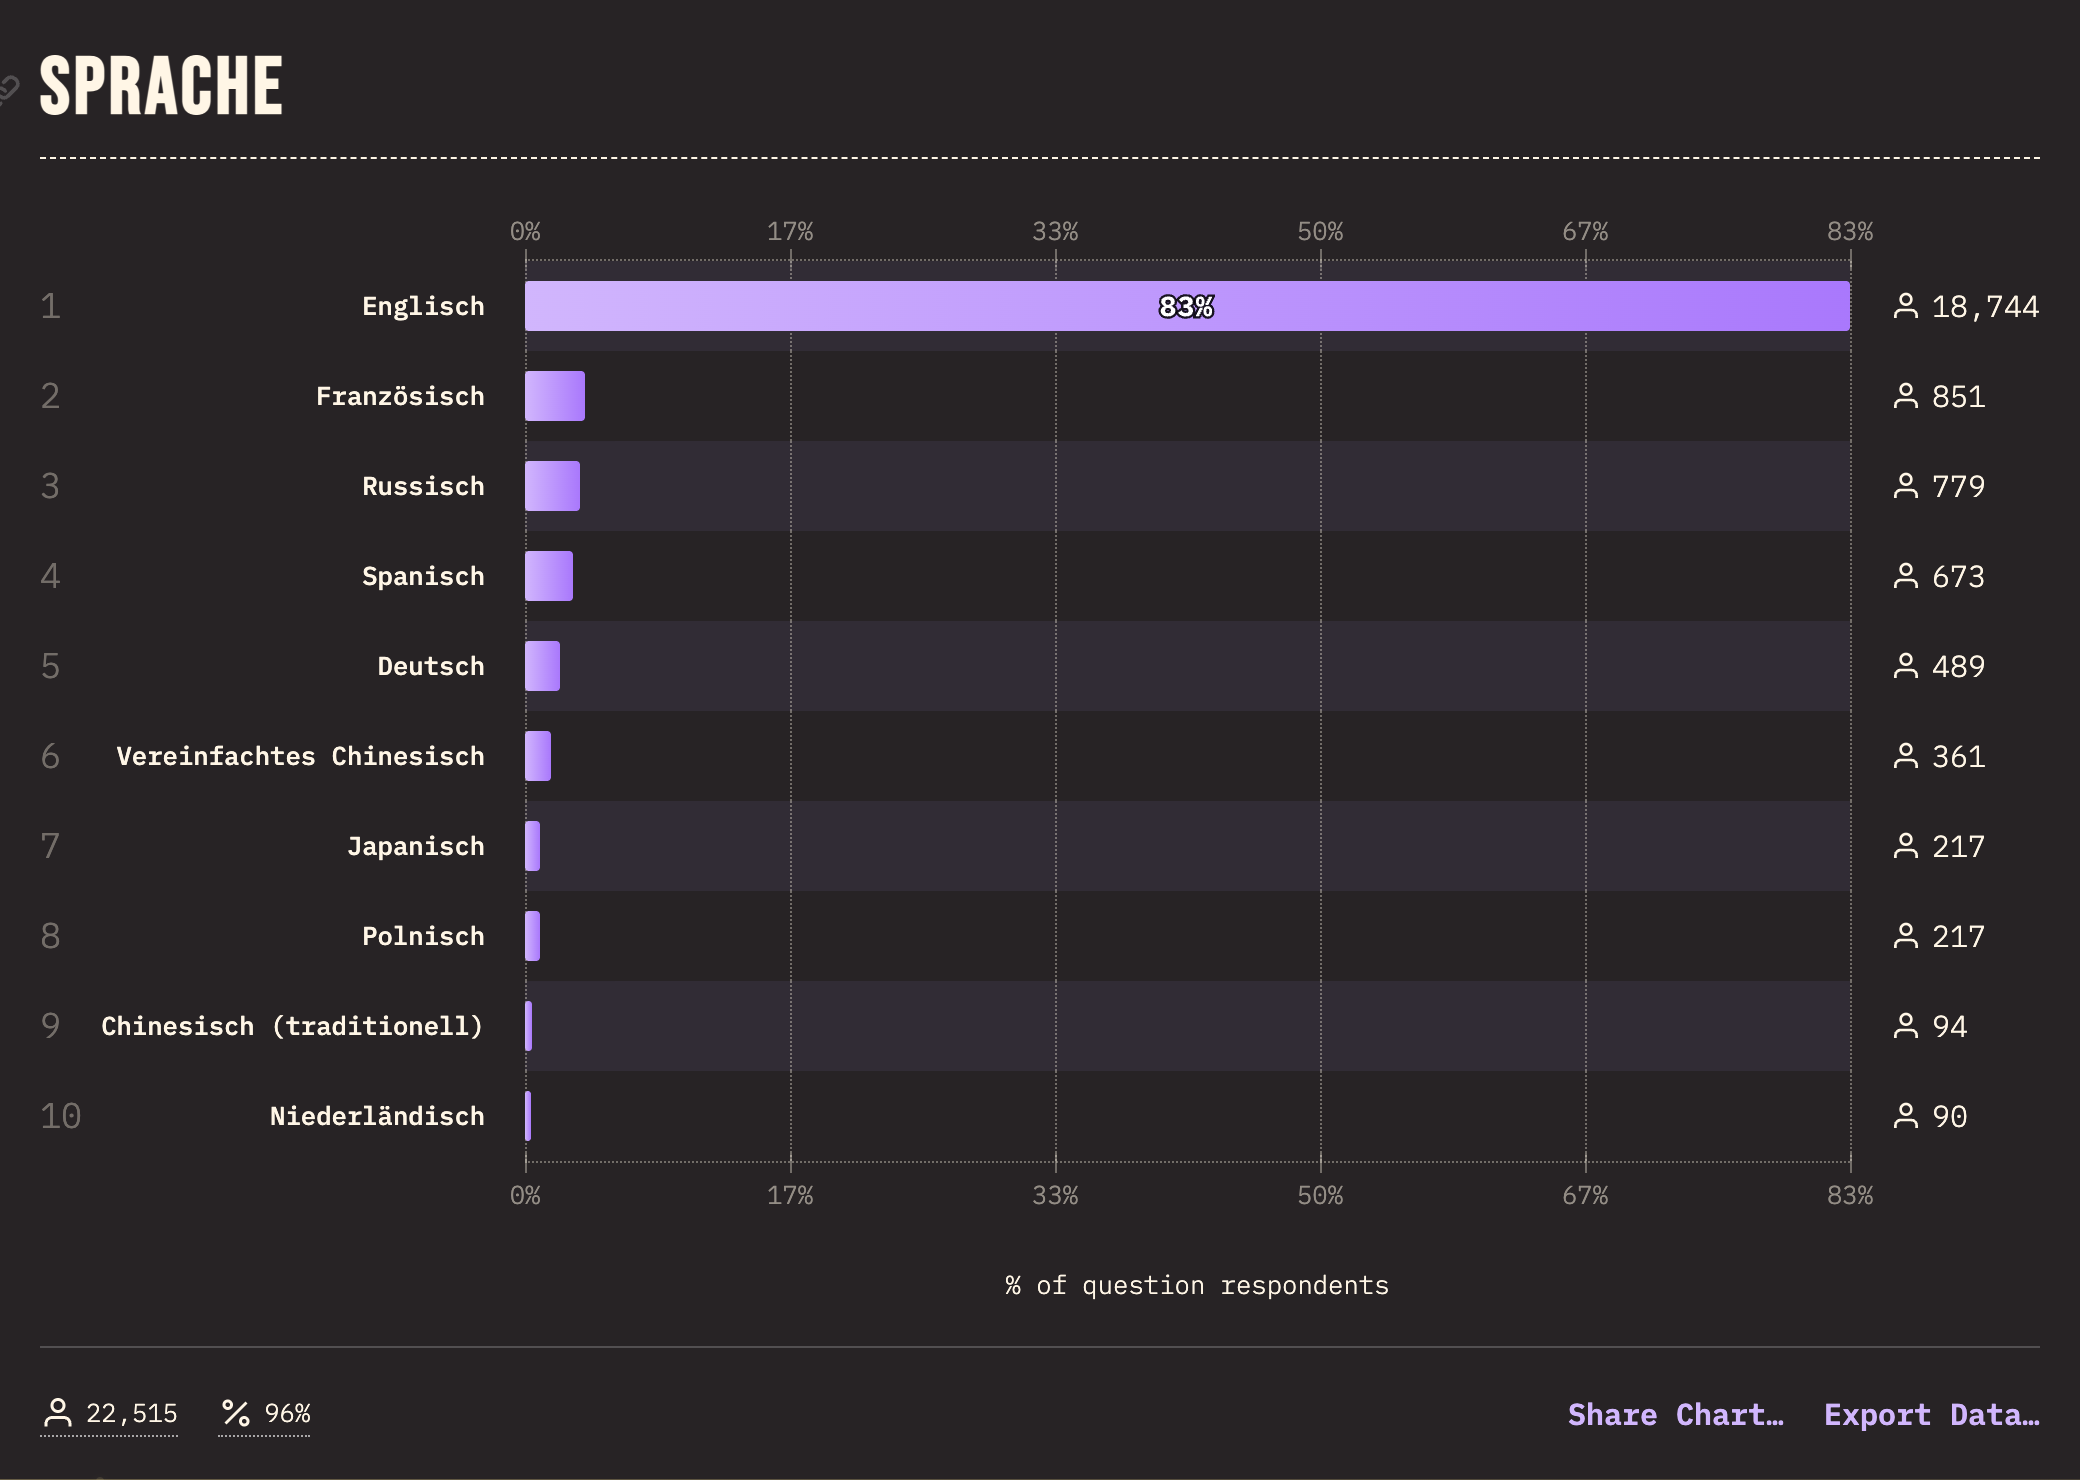 SPRACHE
0% 17% 33% 50% 67% 83%
1 Englisch 83% 18,744
2 Französisch 851
3 Russisch 779
4 Spanisch 673
5 Deutsch 489
6 Vereinfachtes Chinesisch 361
7 Japanisch 217
8 Polnisch 217
9 Chinesisch (traditionell) 94
10 Niederländisch 90
0% 17% 33% 50% 67% 83%
% of question respondents
22,515 % 96% Share Chart… Export Data…